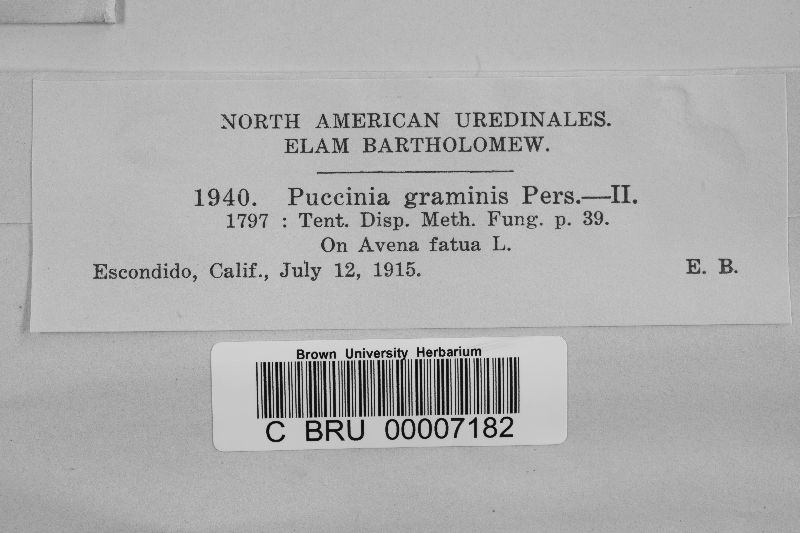 NORTH AMERICAN UREDINALES.
ELAM BARTHOLOMEW.
1940. Puccinia graminis Pers.—II.
1797 : Tent. Disp. Meth. Fung. p. 39.
On Avena fatua L.
Escondido, Calif., July 12, 1915. E. B.
Brown University Herbarium
C BRU 00007182